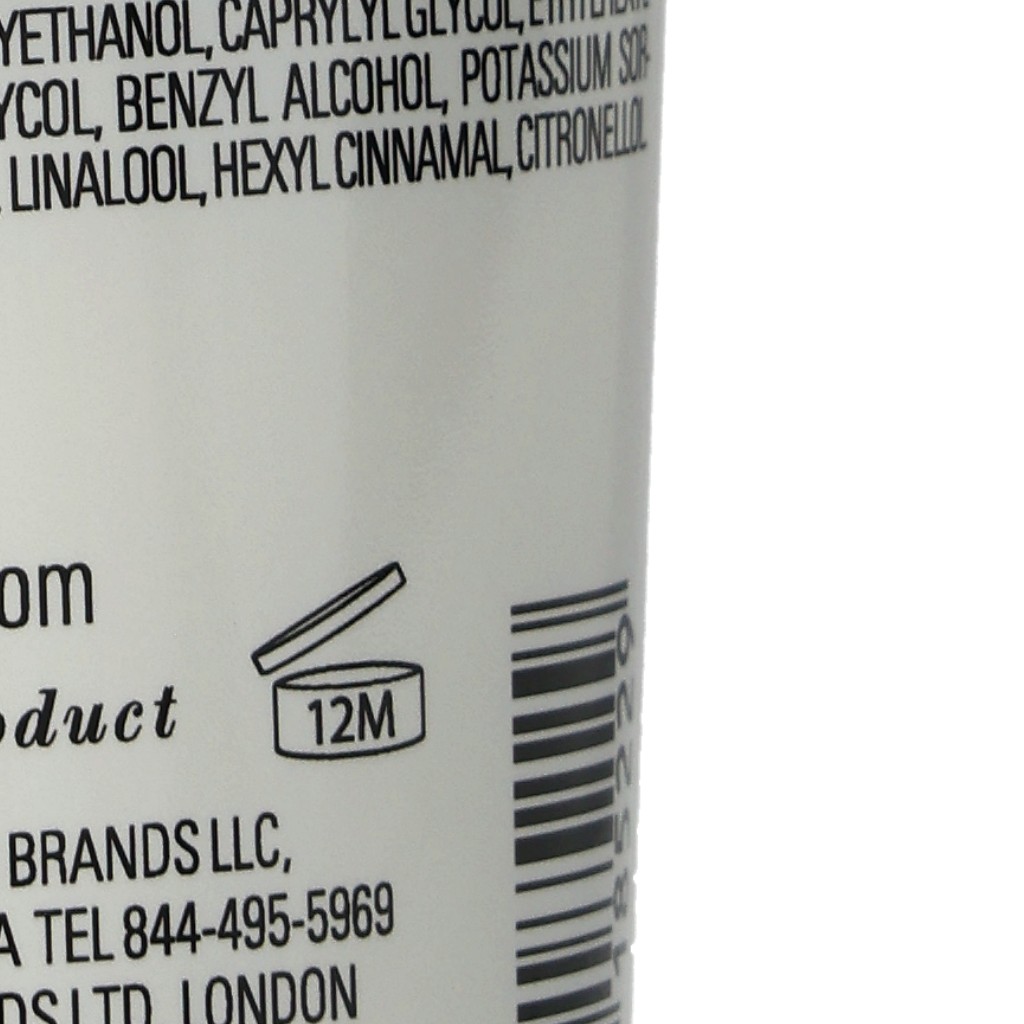 YETHANOL, CAPRYLYL GLYCOL,
YCOL, BENZYL ALCOHOL, POTASSIUM SOR-
LINALOOL, HEXYL CINNAMAL, CITRONELLOL
om
oduct
12M
BRANDS LLC,
A TEL 844-495-5969
DS LTD, LONDON
185229